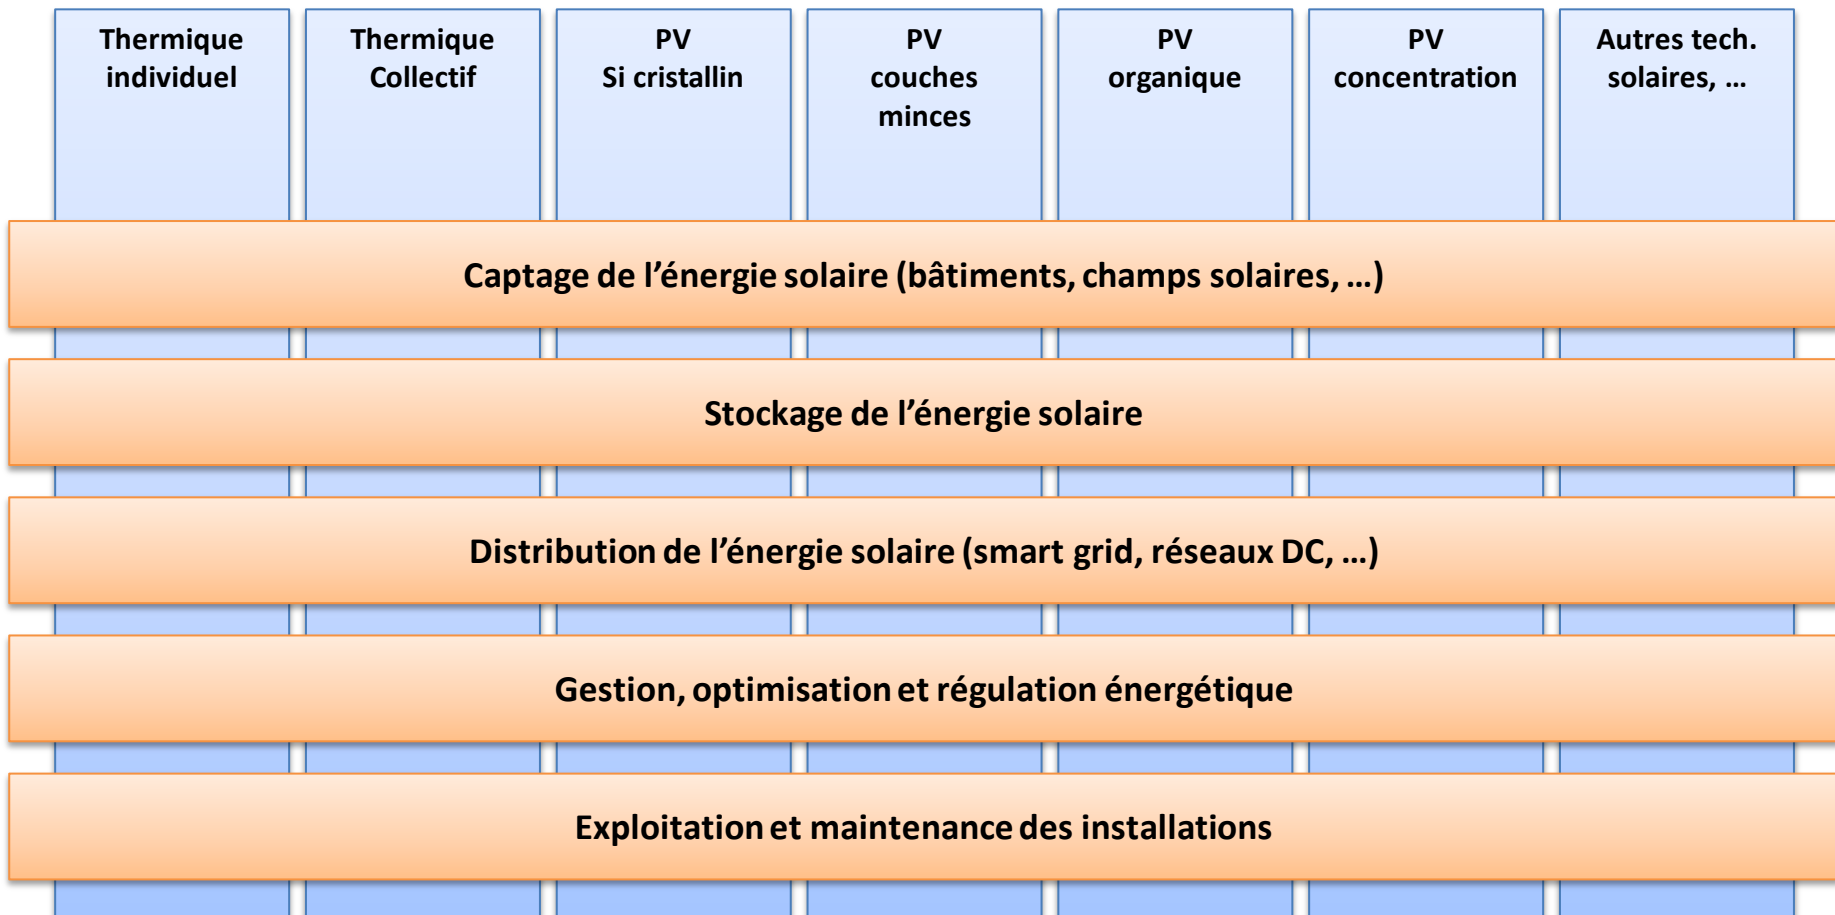 Thermique
individuel
Thermique
Collectif
PV
Si cristallin
PV
couches
minces
PV
organique
PV
concentration
Autres tech.
solaires, …
Captage de l’énergie solaire (bâtiments, champs solaires, …)
Stockage de l’énergie solaire
Distribution de l’énergie solaire (smart grid, réseaux DC, …)
Gestion, optimisation et régulation énergétique
Exploitation et maintenance des installations